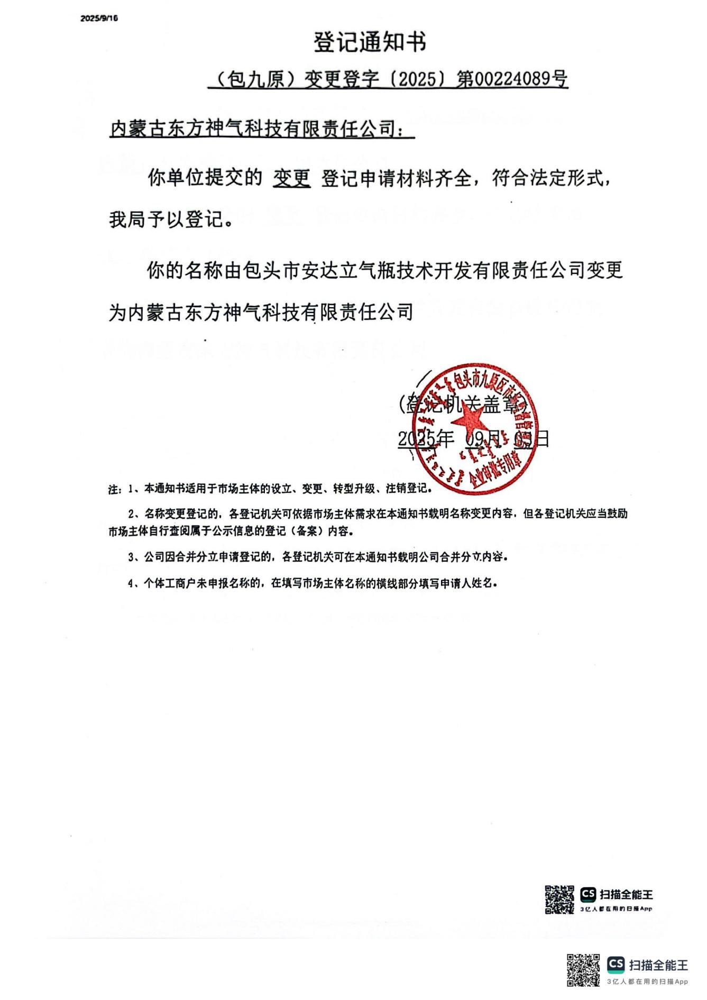 2025/9/16
登记通知书
（包九原）变更登字〔2025〕第00224089号
内蒙古东方神气科技有限责任公司：
你单位提交的 变更 登记申请材料齐全，符合法定形式，
我局予以登记。
你的名称由包头市安达立气瓶技术开发有限责任公司变更
为内蒙古东方神气科技有限责任公司
包头市九原区市场监督管理局
(登记机关盖章)
2025年 09月 日
企业审批专用章
注：1、本通知书适用于市场主体的设立、变更、转型升级、注销登记。
2、名称变更登记的，各登记机关可依据市场主体需求在本通知书载明名称变更内容，但各登记机关应当鼓励
市场主体自行查阅属于公示信息的登记（备案）内容。
3、公司因合并分立申请登记的，各登记机关可在本通知书载明公司合并分立内容。
4、个体工商户未申报名称的，在填写市场主体名称的横线部分填写申请人姓名。
CS 扫描全能王
3亿人都在用的扫描App
CS 扫描全能王
3亿人都在用的扫描App